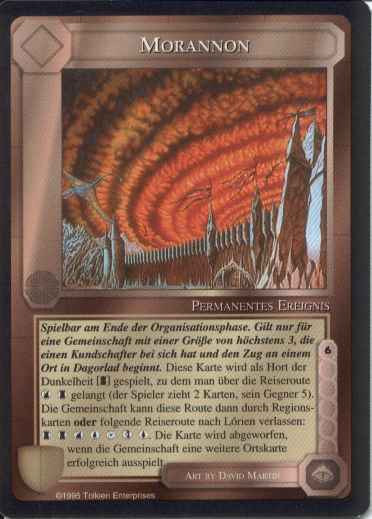 MORANNON
PERMANENTES EREIGNIS
Spielbar am Ende der Organisationsphase. Gilt nur für
eine Gemeinschaft mit einer Größe von höchstens 3, die
einen Kundschafter bei sich hat und den Zug an einem
Ort in Dagorlad beginnt. Diese Karte wird als Hort der
Dunkelheit [ ] gespielt, zu dem man über die Reiseroute
gelangt (der Spieler zieht 2 Karten, sein Gegner 5).
Die Gemeinschaft kann diese Route dann durch Regions-
karten oder folgende Reiseroute nach Lórien verlassen:
. Die Karte wird abgeworfen,
wenn die Gemeinschaft eine weitere Ortskarte
erfolgreich ausspielt.
6
ART BY DAVID MARTIN
©1995 Tolkien Enterprises